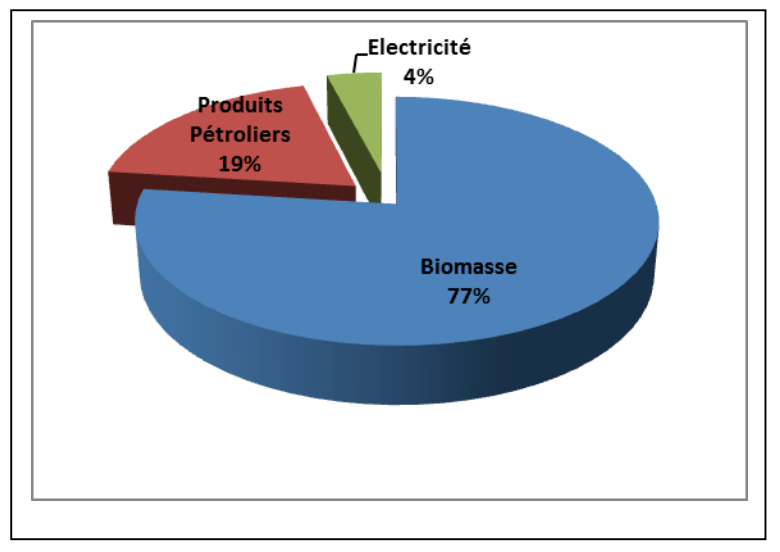 Electricité
4%
Produits
Pétroliers
19%
Biomasse
77%